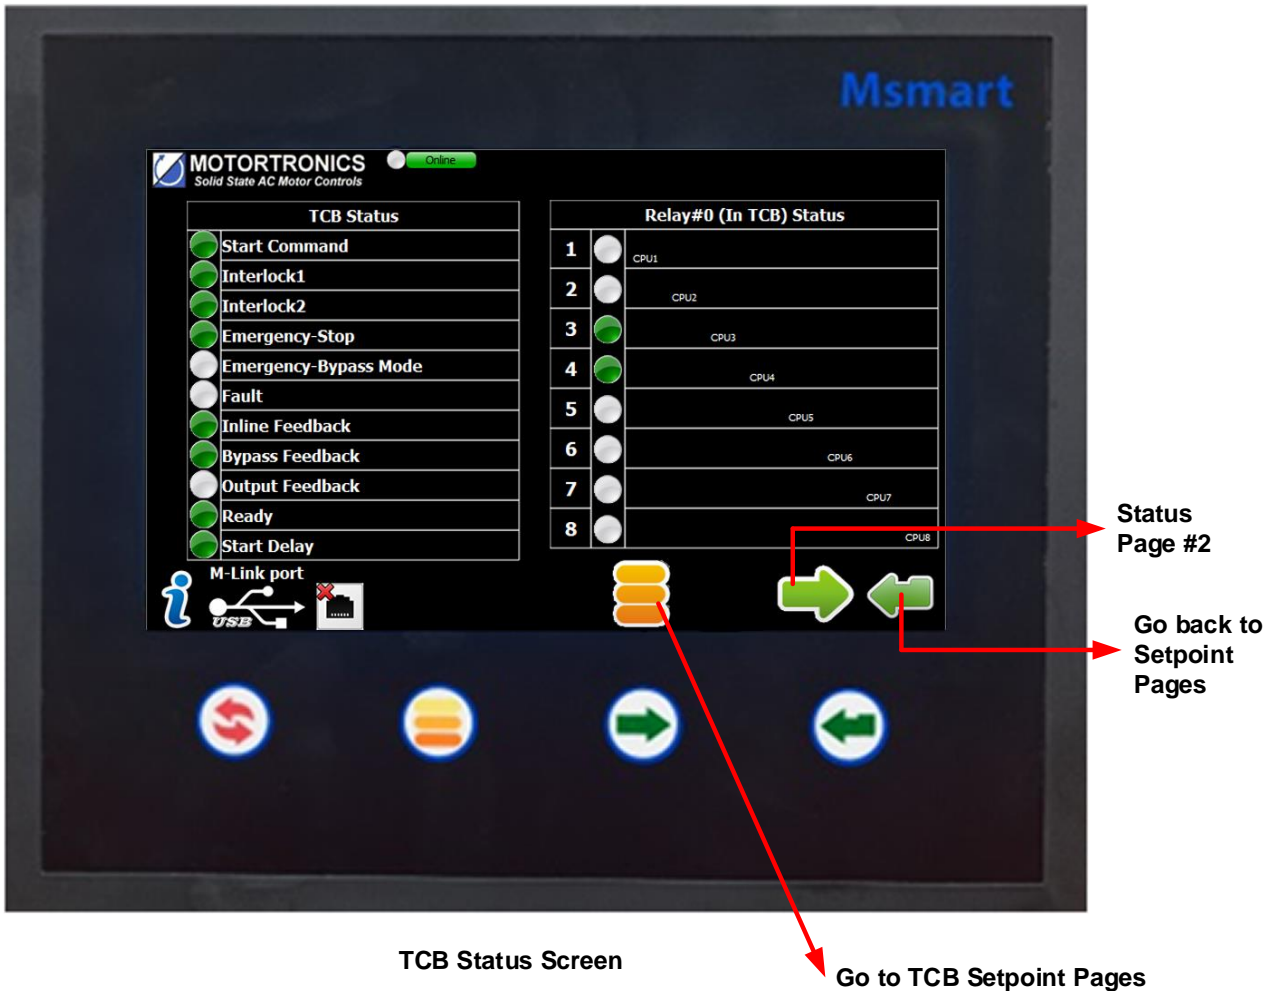 Msmart
MOTORTRONICS
Solid State AC Motor Controls
Online
TCB Status
Start Command
Interlock1
Interlock2
Emergency-Stop
Emergency-Bypass Mode
Fault
Inline Feedback
Bypass Feedback
Output Feedback
Ready
Start Delay
Relay#0 (In TCB) Status
1 CPU1
2 CPU2
3 CPU3
4 CPU4
5 CPU5
6 CPU6
7 CPU7
8 CPU8
M-Link port
USB
Status
Page #2
Go back to
Setpoint
Pages
TCB Status Screen
Go to TCB Setpoint Pages